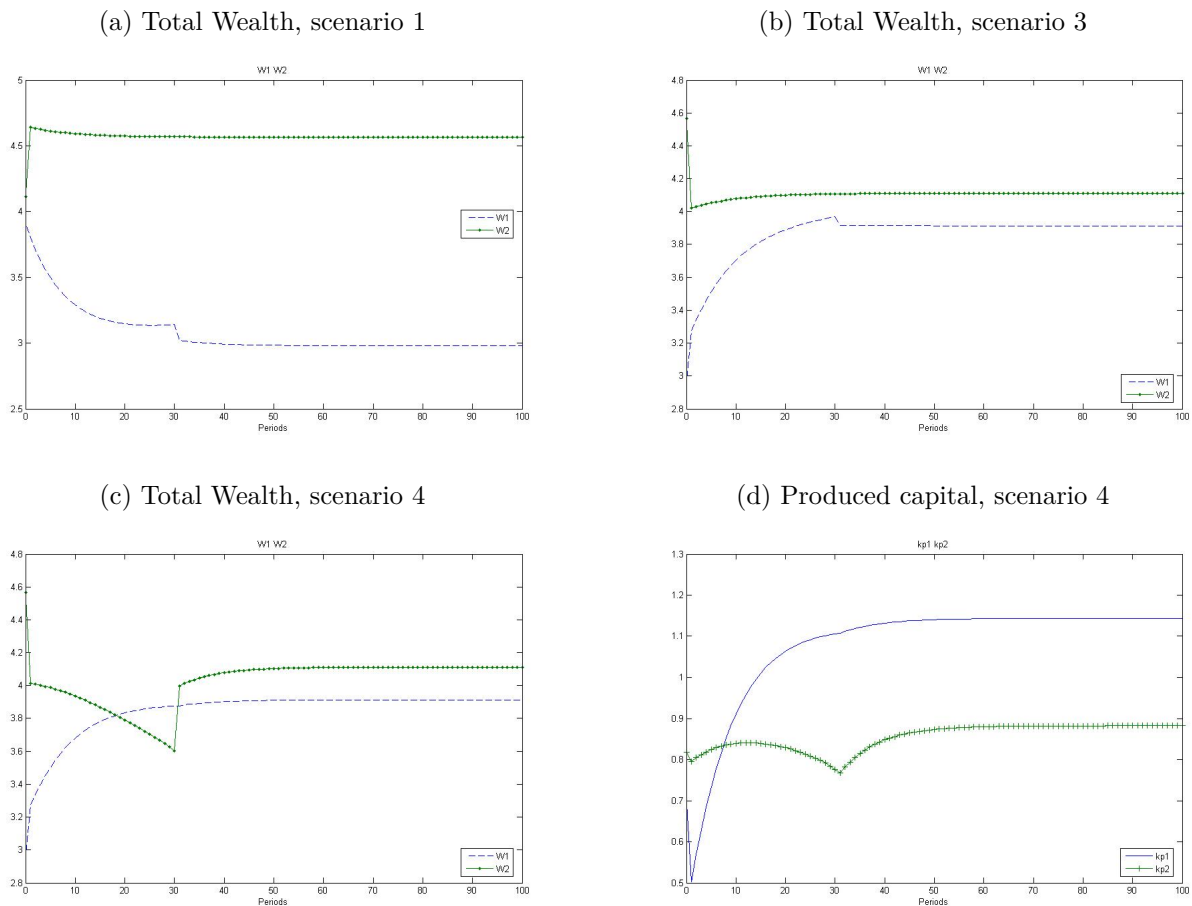 (a) Total Wealth, scenario 1
W1 W2
5
4.5
4
3.5
3
2.5
0 10 20 30 40 50 60 70 80 90 100
Periods
W1
W2
(b) Total Wealth, scenario 3
W1 W2
4.8
4.6
4.4
4.2
4
3.8
3.6
3.4
3.2
3
2.8
0 10 20 30 40 50 60 70 80 90 100
Periods
W1
W2
(c) Total Wealth, scenario 4
W1 W2
4.8
4.6
4.4
4.2
4
3.8
3.6
3.4
3.2
3
2.8
0 10 20 30 40 50 60 70 80 90 100
Periods
W1
W2
(d) Produced capital, scenario 4
kp1 kp2
1.3
1.2
1.1
1
0.9
0.8
0.7
0.6
0.5
0 10 20 30 40 50 60 70 80 90 100
Periods
kp1
kp2